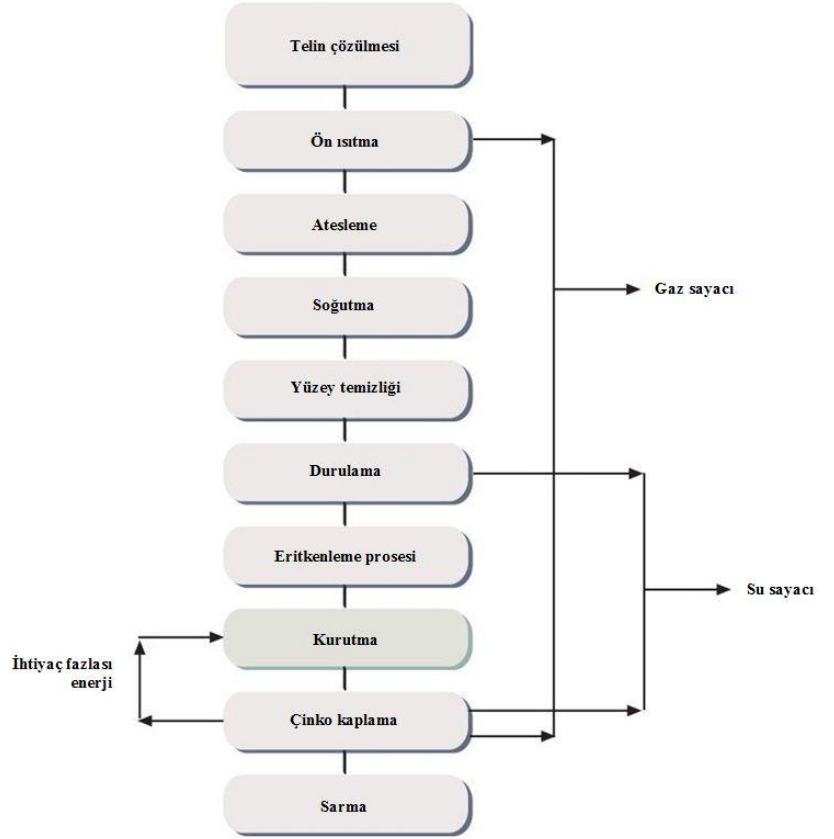 Telin çözülmesi
Ön ısıtma
Atesleme
Soğutma
Gaz sayacı
Yüzey temizliği
Durulama
Eritkenleme prosesi
Su sayacı
Kurutma
İhtiyaç fazlası
enerji
Çinko kaplama
Sarma